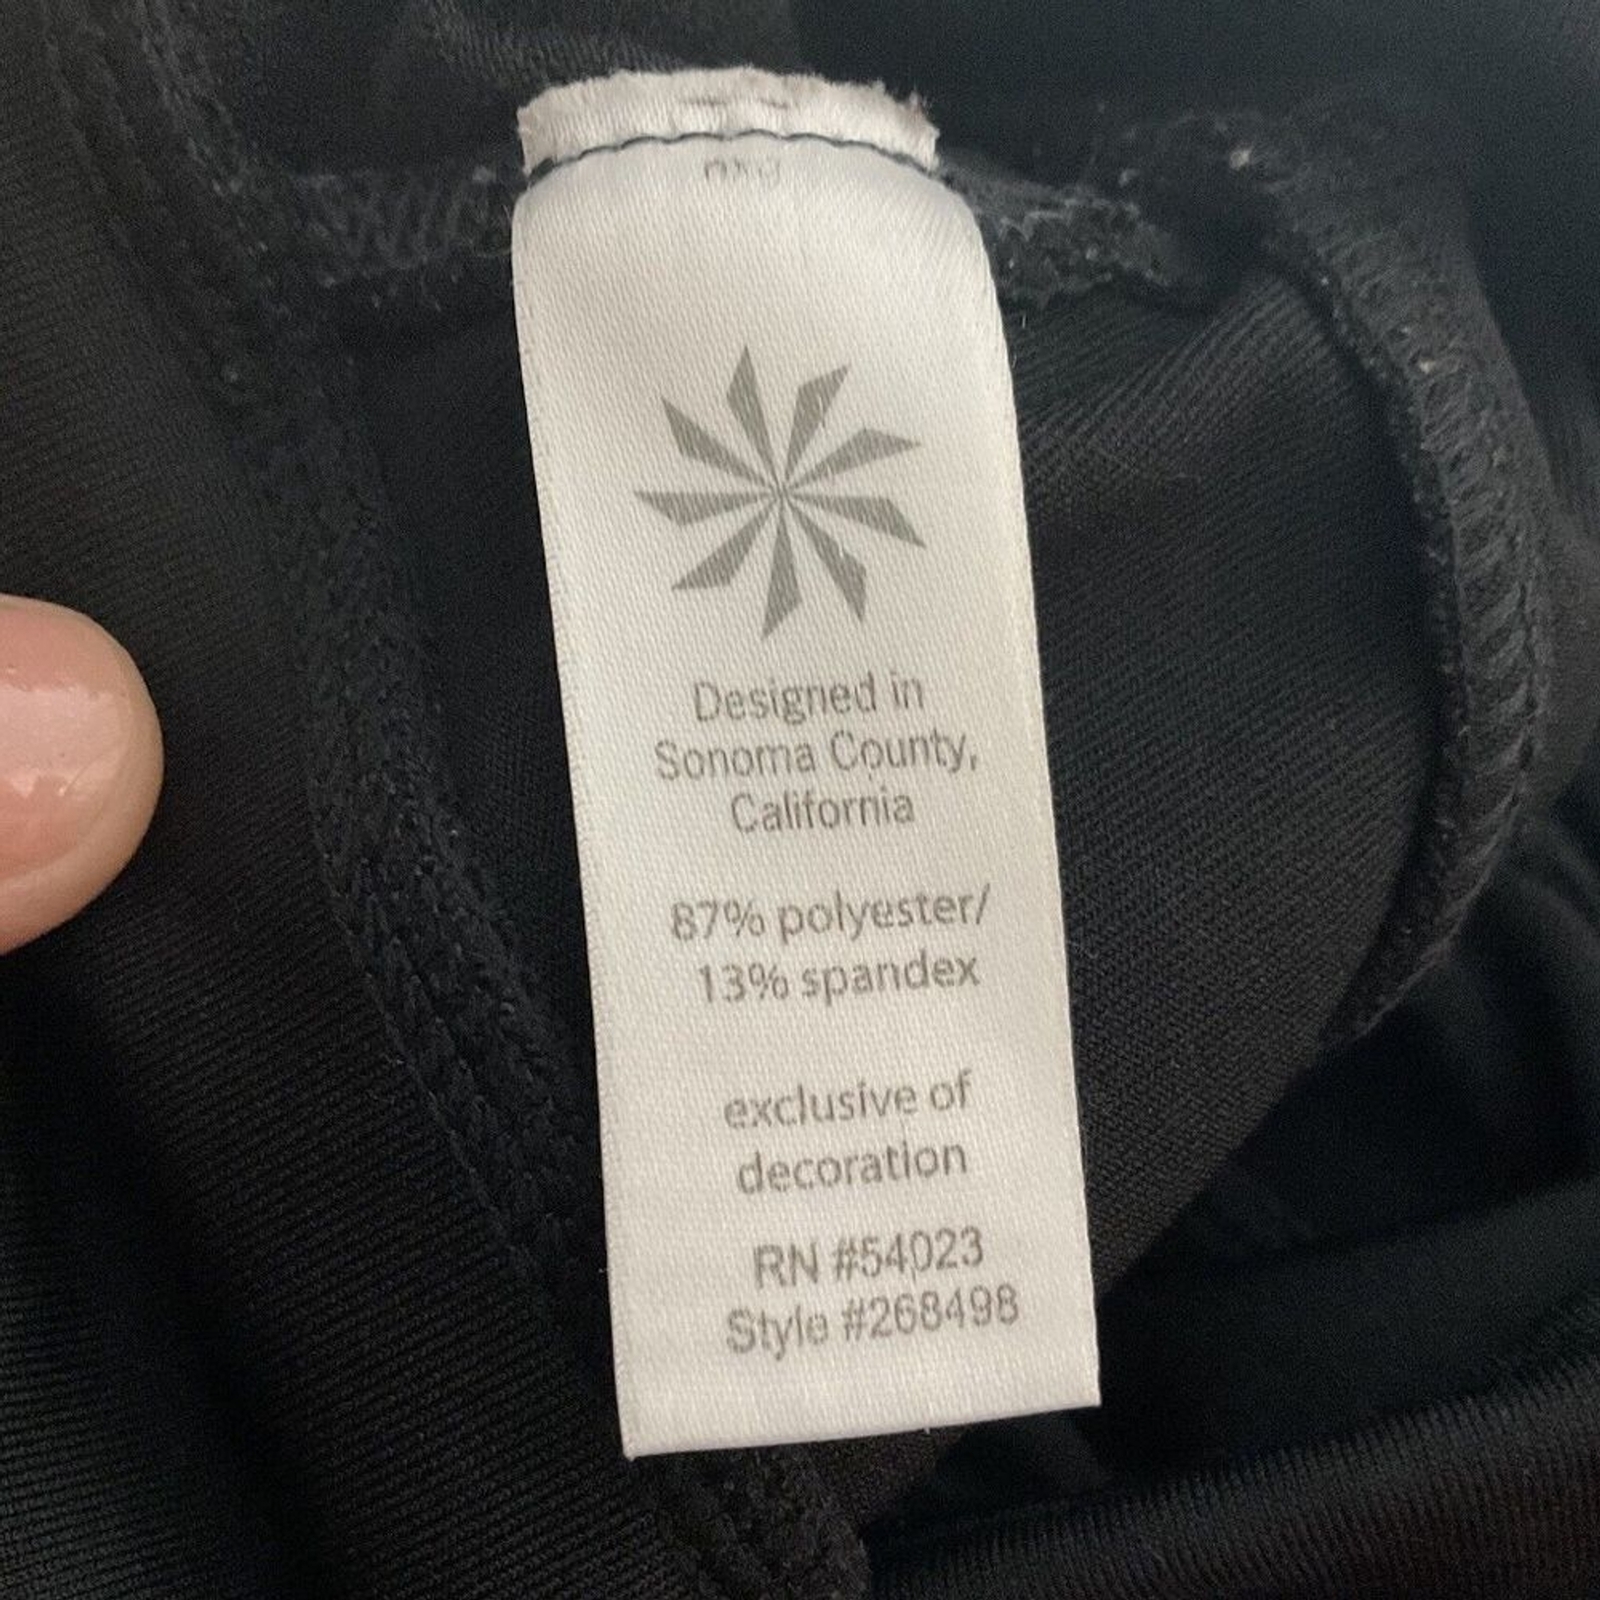 Designed in
Sonoma County,
California
87% polyester/
13% spandex
exclusive of
decoration
RN #54023
Style #268498